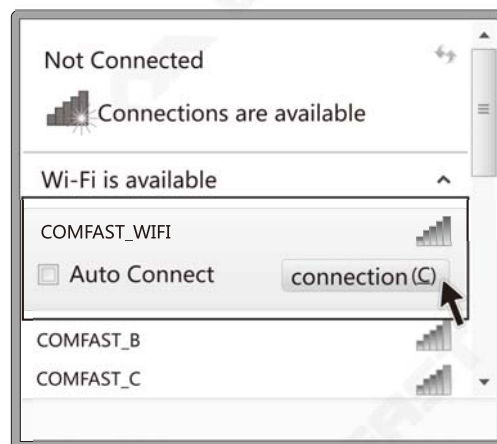 Not Connected
Connections are available
Wi-Fi is available
COMFAST_WIFI
Auto Connect
connection (C)
COMFAST_B
COMFAST_C